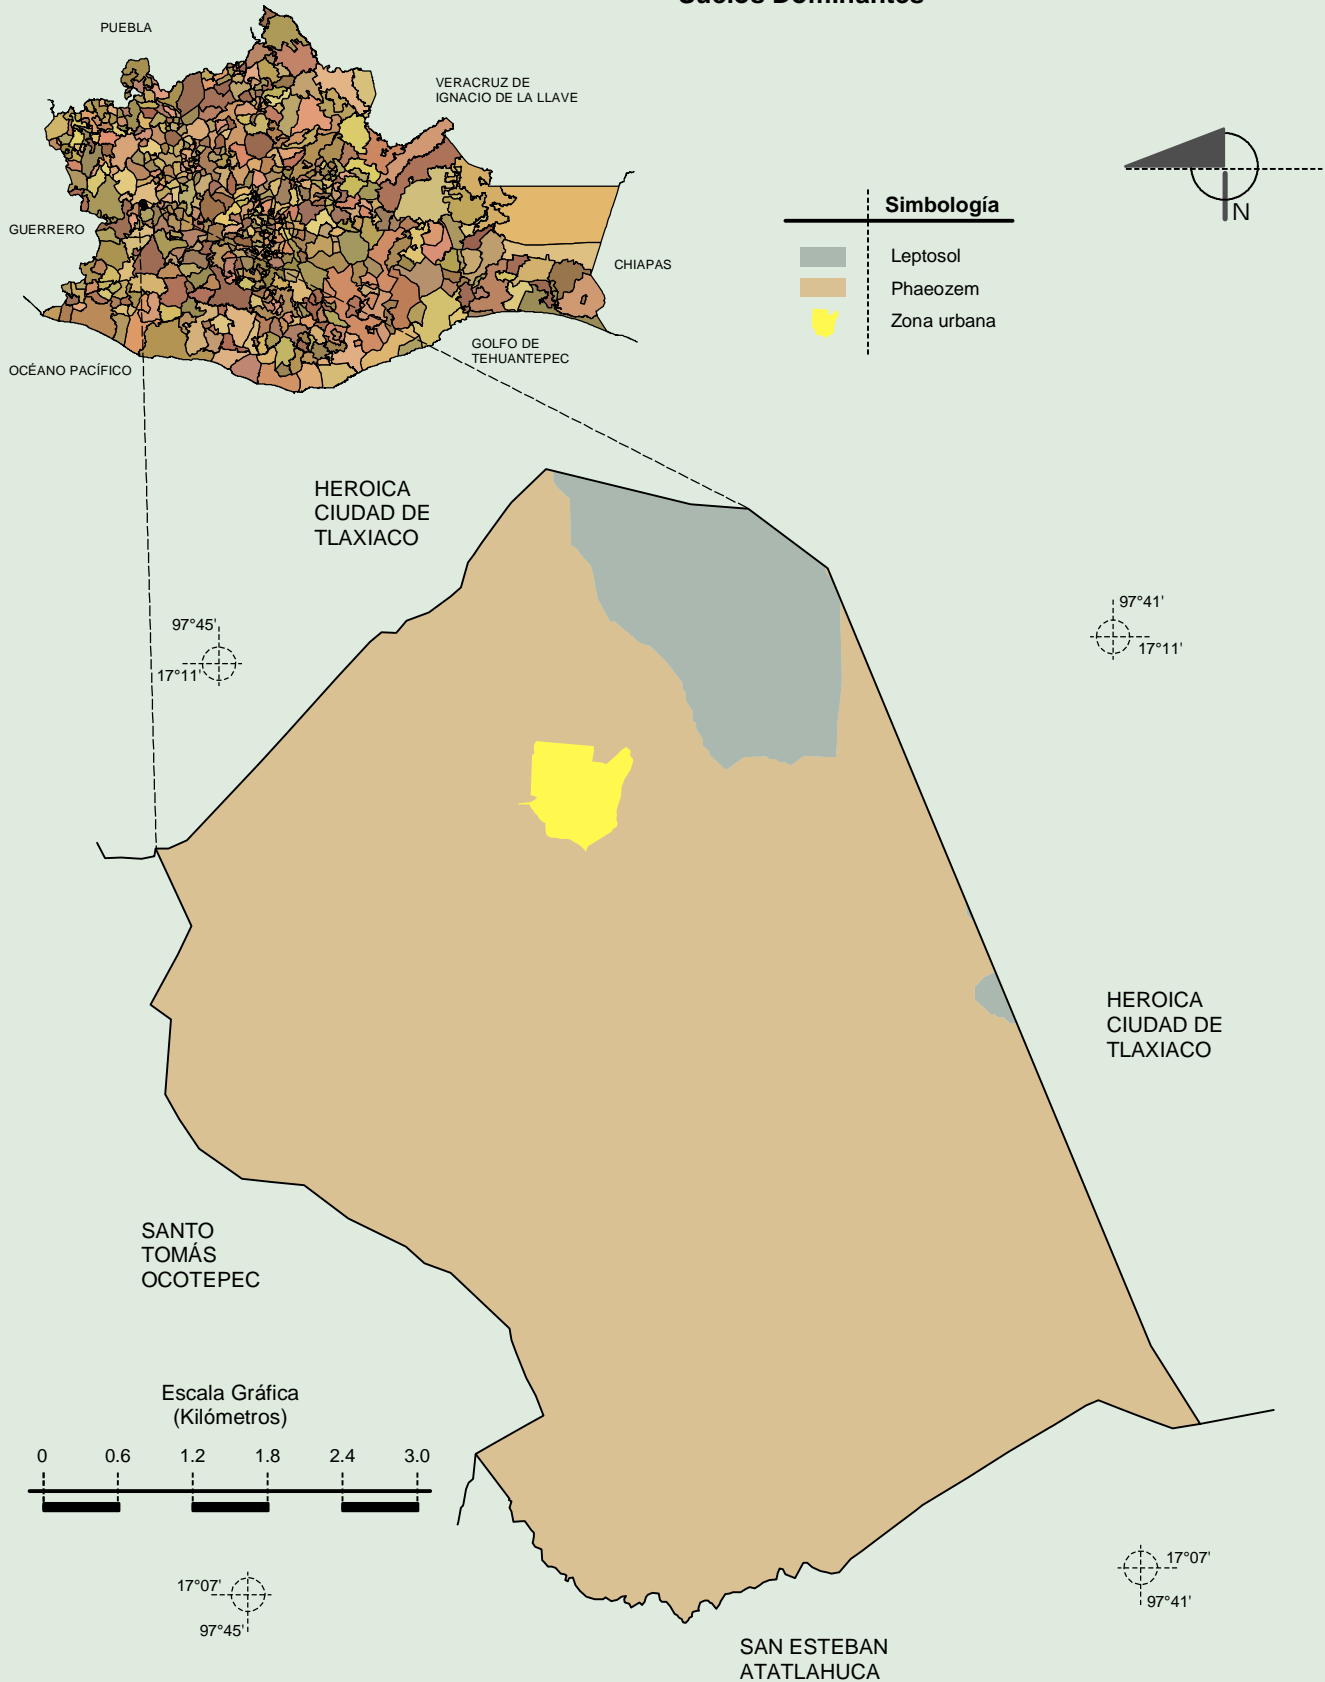 Suelos Dominantes
PUEBLA
VERACRUZ DE
IGNACIO DE LA LLAVE
GUERRERO
CHIAPAS
GOLFO DE
TEHUANTEPEC
OCÉANO PACÍFICO
N
Simbología
Leptosol
Phaeozem
Zona urbana
HEROICA
CIUDAD DE
TLAXIACO
97°45'
17°11'
97°41'
17°11'
HEROICA
CIUDAD DE
TLAXIACO
SANTO
TOMÁS
OCOTEPEC
Escala Gráfica
(Kilómetros)
0 0.6 1.2 1.8 2.4 3.0
17°07'
97°45'
17°07'
97°41'
SAN ESTEBAN
ATATLAHUCA